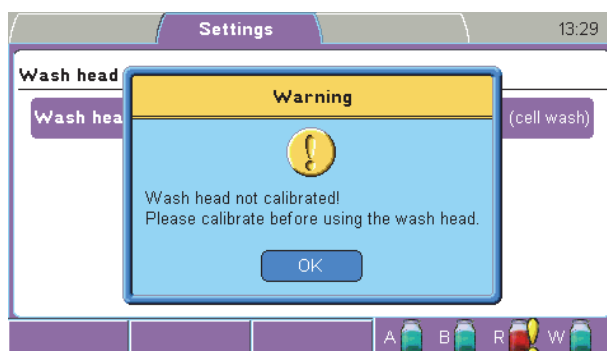 Settings
13:29
Wash head
Warning
Wash hea
(cell wash)
Wash head not calibrated!
Please calibrate before using the wash head.
OK
A B R W